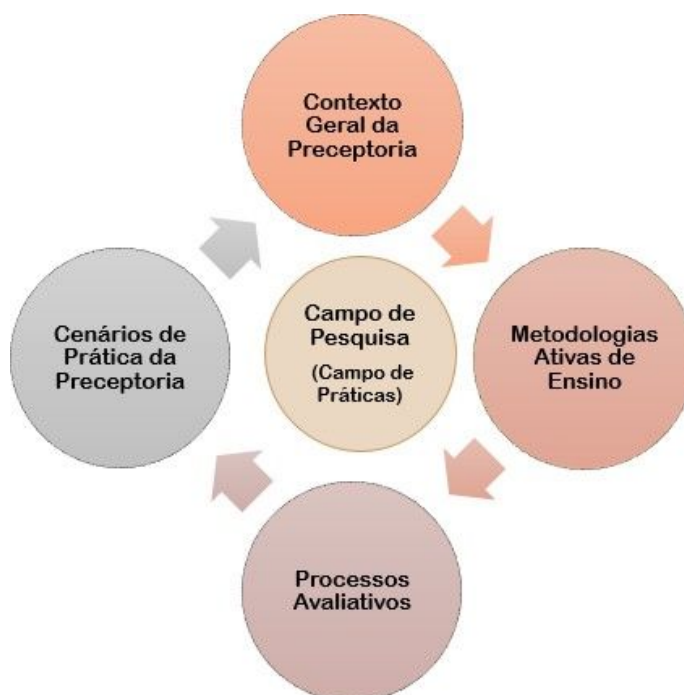 Contexto
Geral da
Preceptoria
Cenários de
Prática da
Preceptoria
Campo de
Pesquisa
(Campo de
Práticas)
Metodologias
Ativas de
Ensino
Processos
Avaliativos